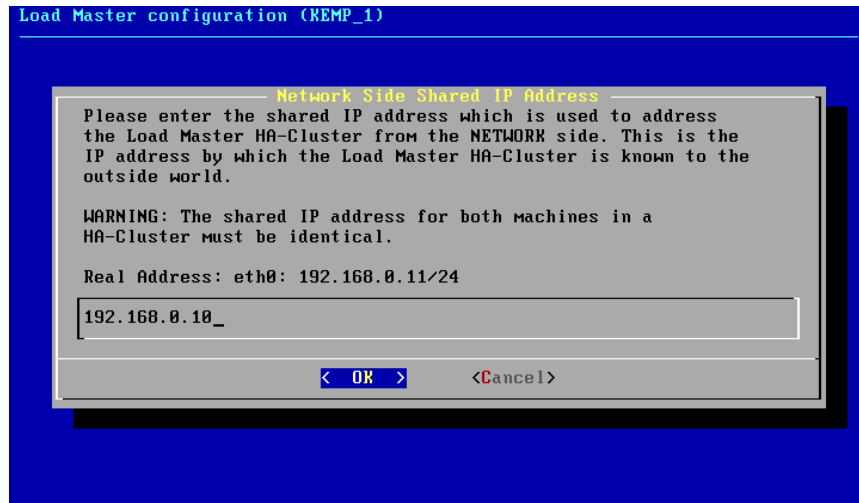 Load Master configuration (KEMP_1)
Network Side Shared IP Address
Please enter the shared IP address which is used to address
the Load Master HA-Cluster from the NETWORK side. This is the
IP address by which the Load Master HA-Cluster is known to the
outside world.
WARNING: The shared IP address for both machines in a
HA-Cluster must be identical.
Real Address: eth0: 192.168.0.11/24
192.168.0.10_
< OK > <Cancel>